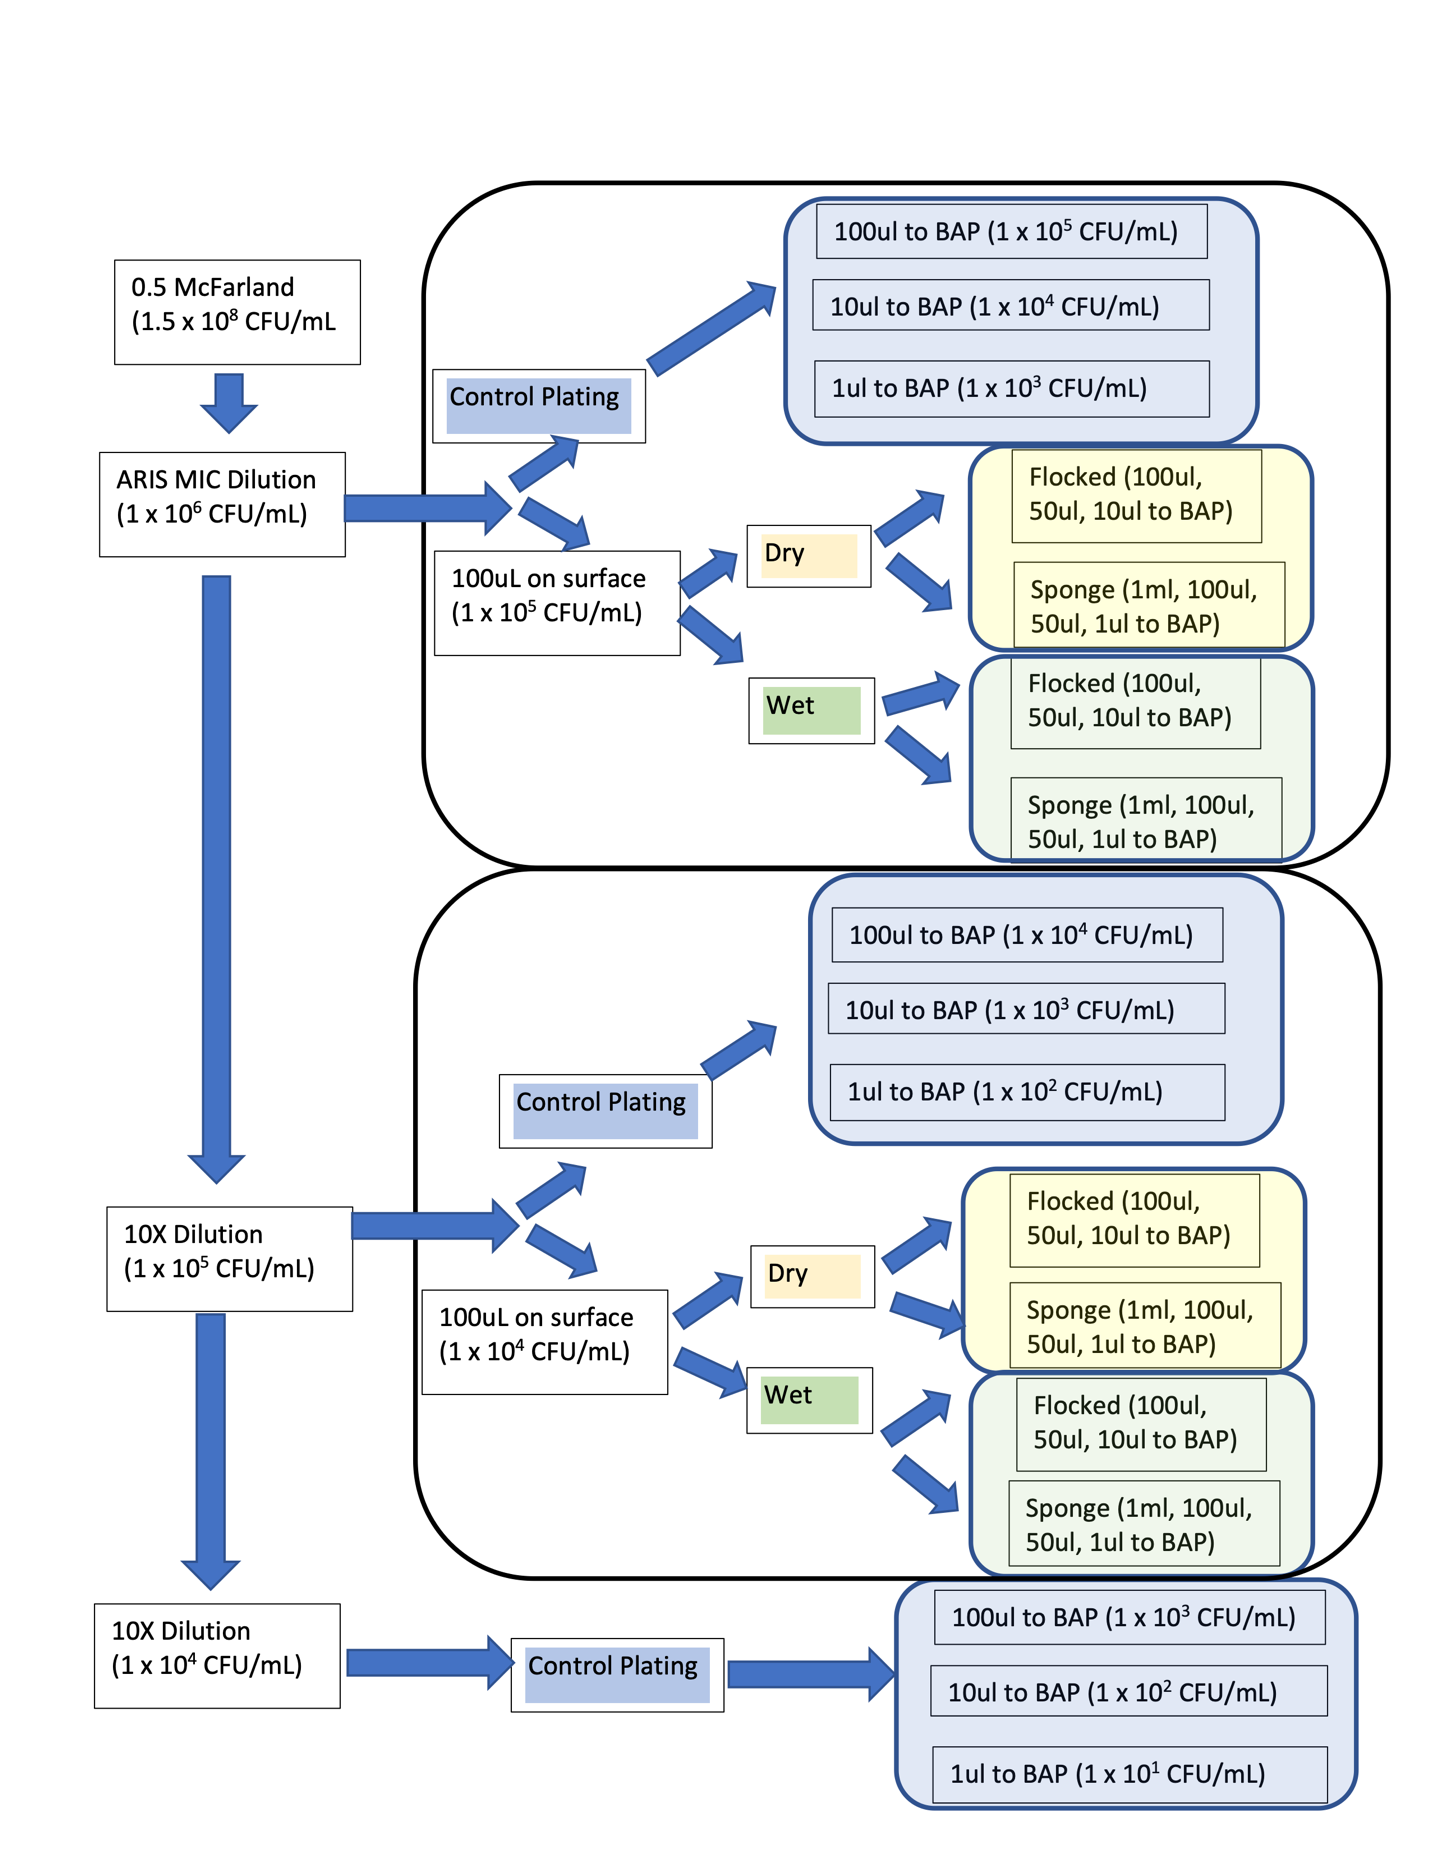 0.5 McFarland
(1.5 x 10⁸ CFU/mL
ARIS MIC Dilution
(1 x 10⁶ CFU/mL)
Control Plating
100ul to BAP (1 x 10⁵ CFU/mL)
10ul to BAP (1 x 10⁴ CFU/mL)
1ul to BAP (1 x 10³ CFU/mL)
100uL on surface
(1 x 10⁵ CFU/mL)
Dry
Flocked (100ul,
50ul, 10ul to BAP)
Sponge (1ml, 100ul,
50ul, 1ul to BAP)
Wet
Flocked (100ul,
50ul, 10ul to BAP)
Sponge (1ml, 100ul,
50ul, 1ul to BAP)
10X Dilution
(1 x 10⁵ CFU/mL)
Control Plating
100ul to BAP (1 x 10⁴ CFU/mL)
10ul to BAP (1 x 10³ CFU/mL)
1ul to BAP (1 x 10² CFU/mL)
100uL on surface
(1 x 10⁴ CFU/mL)
Dry
Flocked (100ul,
50ul, 10ul to BAP)
Sponge (1ml, 100ul,
50ul, 1ul to BAP)
Wet
Flocked (100ul,
50ul, 10ul to BAP)
Sponge (1ml, 100ul,
50ul, 1ul to BAP)
10X Dilution
(1 x 10⁴ CFU/mL)
Control Plating
100ul to BAP (1 x 10³ CFU/mL)
10ul to BAP (1 x 10² CFU/mL)
1ul to BAP (1 x 10¹ CFU/mL)